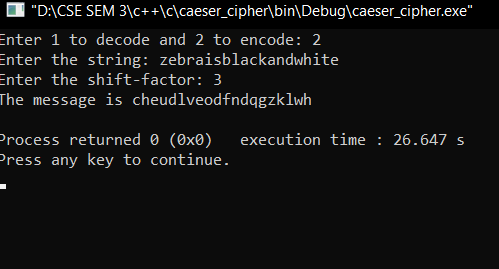 "D:\CSE SEM 3\c++\c\caeser_cipher\bin\Debug\caeser_cipher.exe"
Enter 1 to decode and 2 to encode: 2
Enter the string: zebraisblackandwhite
Enter the shift-factor: 3
The message is cheudlveodfndqgzklwh
Process returned 0 (0x0)   execution time : 26.647 s
Press any key to continue.